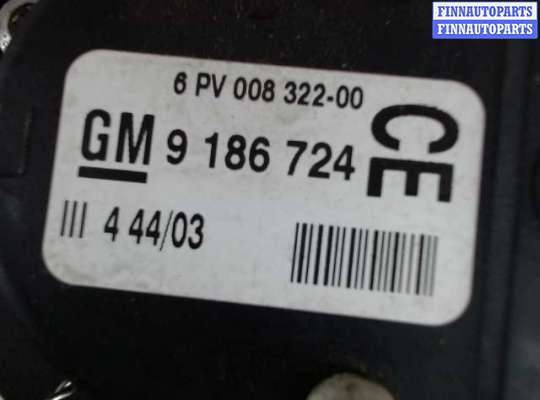 FINNAUTOPARTS
FINNAUTOPARTS
6 PV 008 322-00
GM 9 186 724 CE
||| 4 44/03